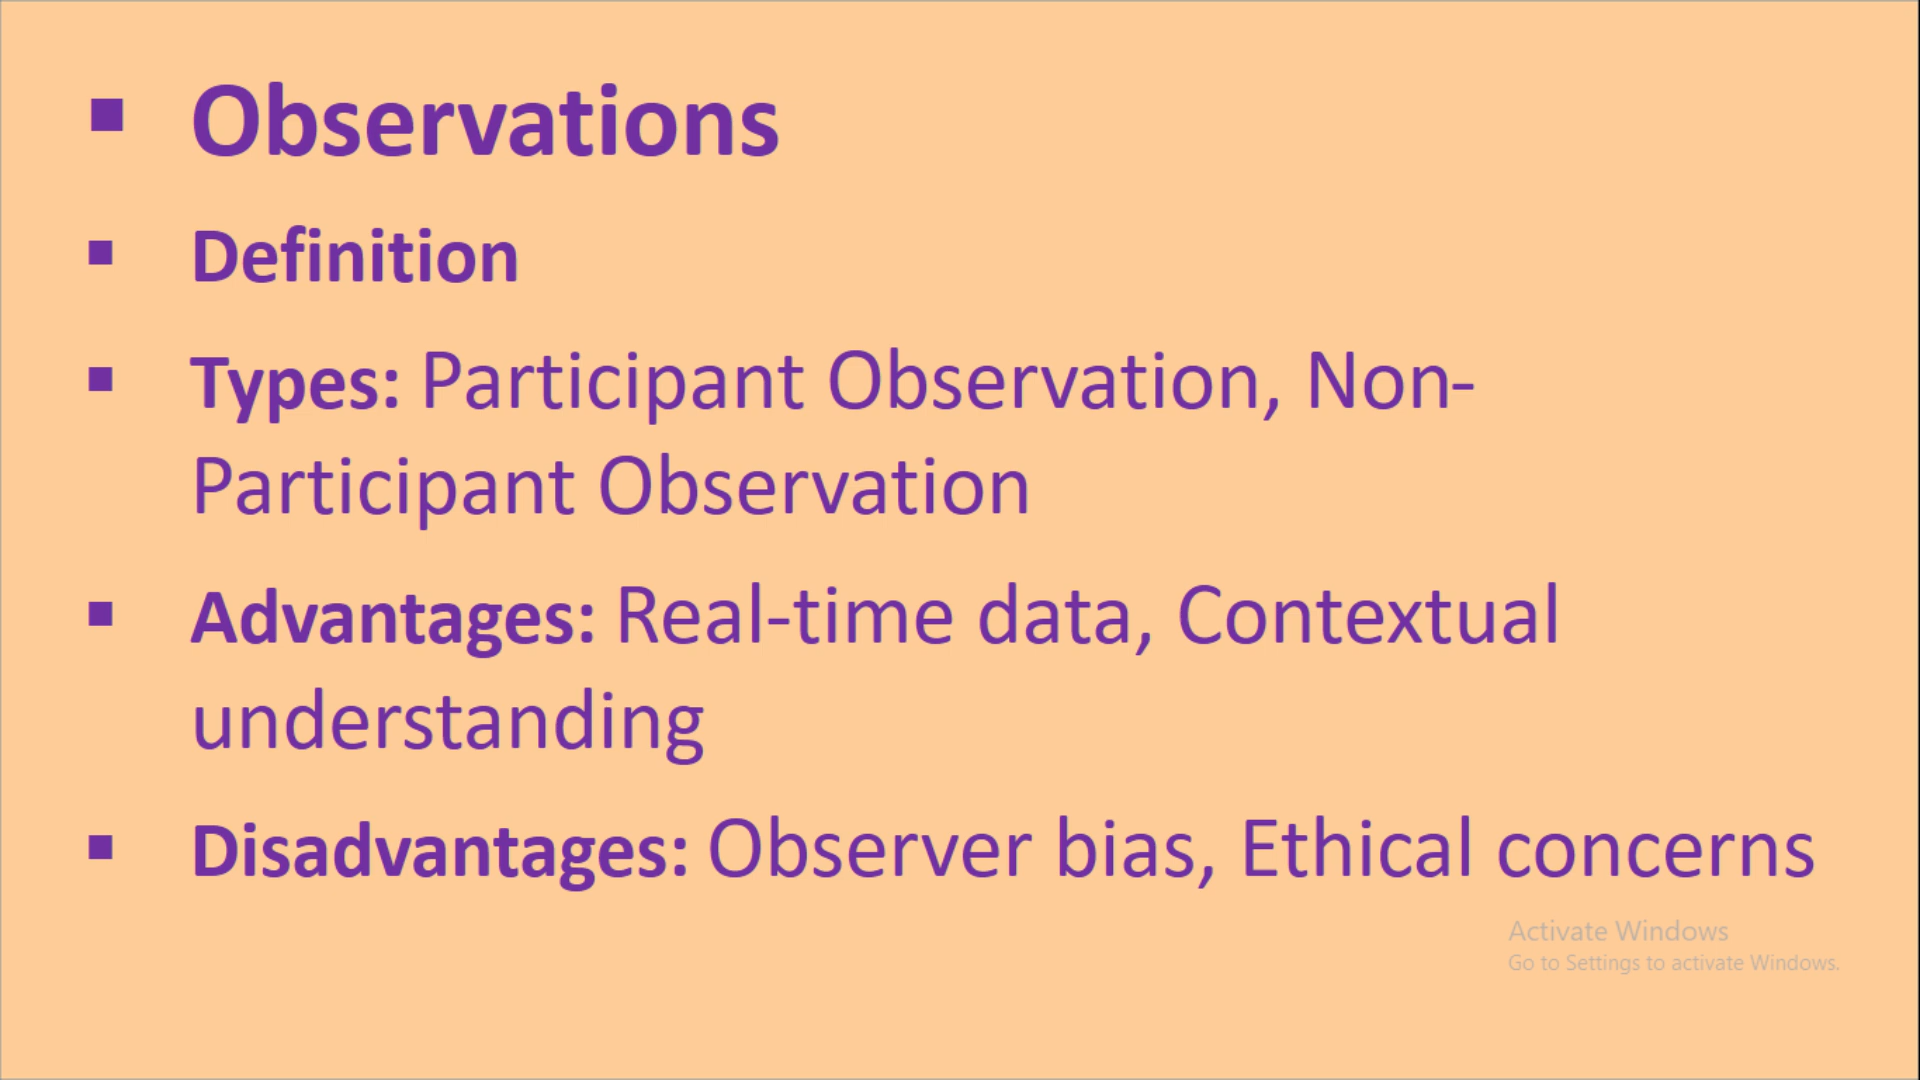 ▪ Observations
▪ Definition
▪ Types: Participant Observation, Non-
Participant Observation
▪ Advantages: Real-time data, Contextual
understanding
▪ Disadvantages: Observer bias, Ethical concerns
Activate Windows
Go to Settings to activate Windows.